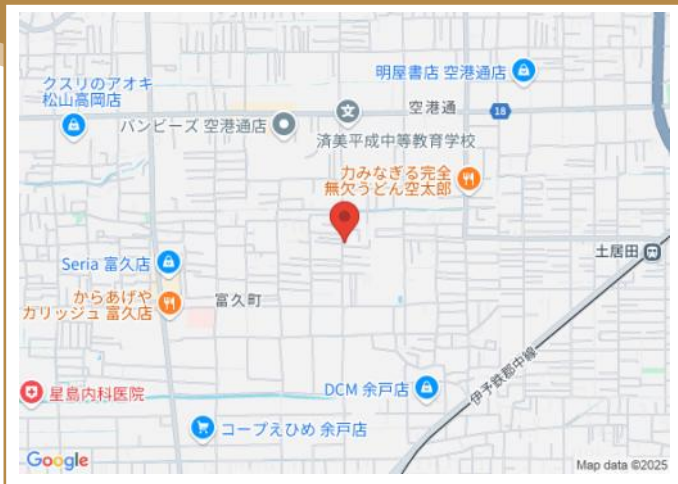 明屋書店 空港通店
クスリのアオキ
松山高岡店
空港通
18
バンビーズ 空港通店
文
済美平成中等教育学校
力みなぎる完全
無欠うどん空太郎
土居田
Seria 富久店
からあげや
カリッジュ 富久店
富久町
伊予鉄郡中線
DCM 余戸店
星島内科医院
コープえひめ 余戸店
Google
Map data ©2025